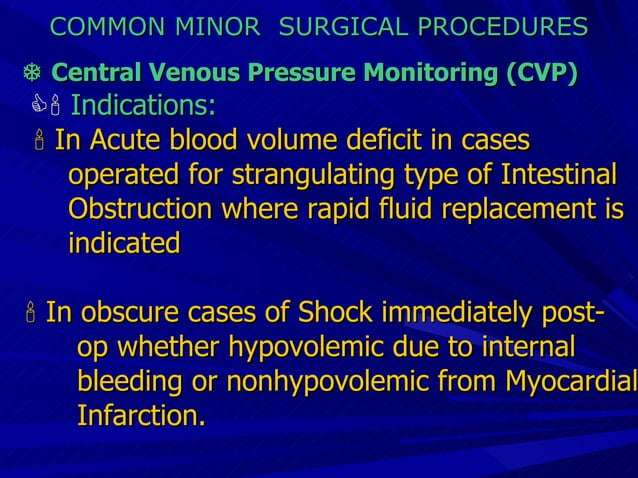 COMMON MINOR SURGICAL PROCEDURES
❄ Central Venous Pressure Monitoring (CVP)
Indications:
In Acute blood volume deficit in cases
operated for strangulating type of Intestinal
Obstruction where rapid fluid replacement is
indicated
In obscure cases of Shock immediately post-
op whether hypovolemic due to internal
bleeding or nonhypovolemic from Myocardial
Infarction.